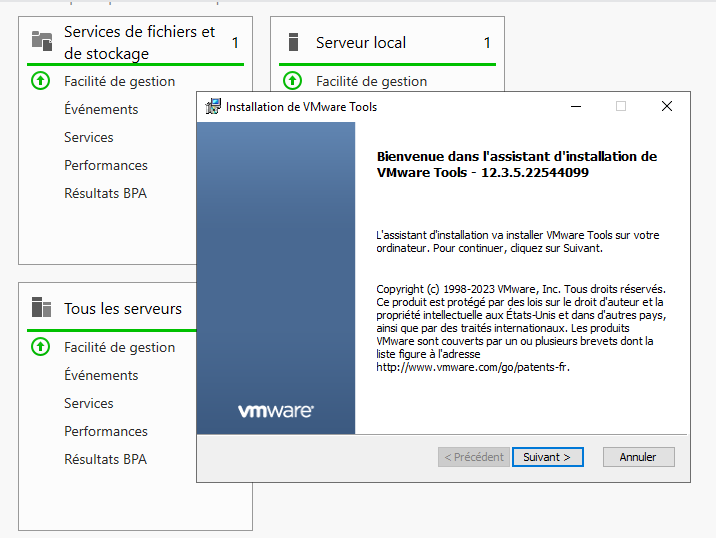 Services de fichiers et
de stockage
1
Facilité de gestion
Événements
Services
Performances
Résultats BPA
Serveur local
1
Facilité de gestion
Tous les serveurs
Facilité de gestion
Événements
Services
Performances
Résultats BPA
Installation de VMware Tools
Bienvenue dans l'assistant d'installation de
VMware Tools - 12.3.5.22544099
L'assistant d'installation va installer VMware Tools sur votre
ordinateur. Pour continuer, cliquez sur Suivant.
Copyright (c) 1998-2023 VMware, Inc. Tous droits réservés.
Ce produit est protégé par des lois sur le droit d'auteur et la
propriété intellectuelle aux États-Unis et dans d'autres pays,
ainsi que par des traités internationaux. Les produits
VMware sont couverts par un ou plusieurs brevets dont la
liste figure à l'adresse
http://www.vmware.com/go/patents-fr.
vmware
< Précédent
Suivant >
Annuler